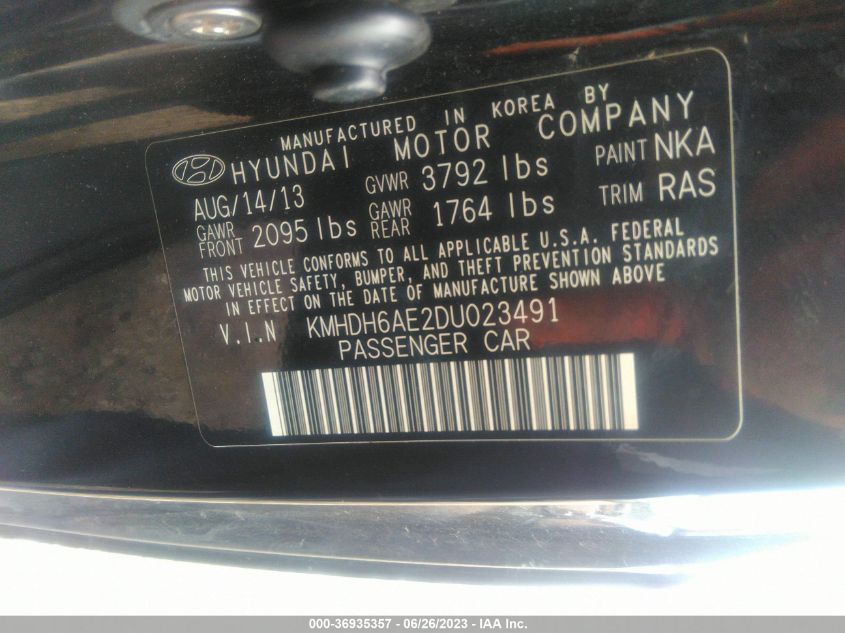 MANUFACTURED IN KOREA BY
HYUNDAI MOTOR COMPANY
AUG/14/13 GVWR 3792 lbs PAINT NKA
GAWR FRONT 2095 lbs GAWR REAR 1764 lbs TRIM RAS
THIS VEHICLE CONFORMS TO ALL APPLICABLE U.S.A. FEDERAL
MOTOR VEHICLE SAFETY, BUMPER, AND THEFT PREVENTION STANDARDS
IN EFFECT ON THE DATE OF MANUFACTURE SHOWN ABOVE
V.I.N KMHDH6AE2DU023491
PASSENGER CAR
000-36935357 / 06/26/2023 - IAA Inc.